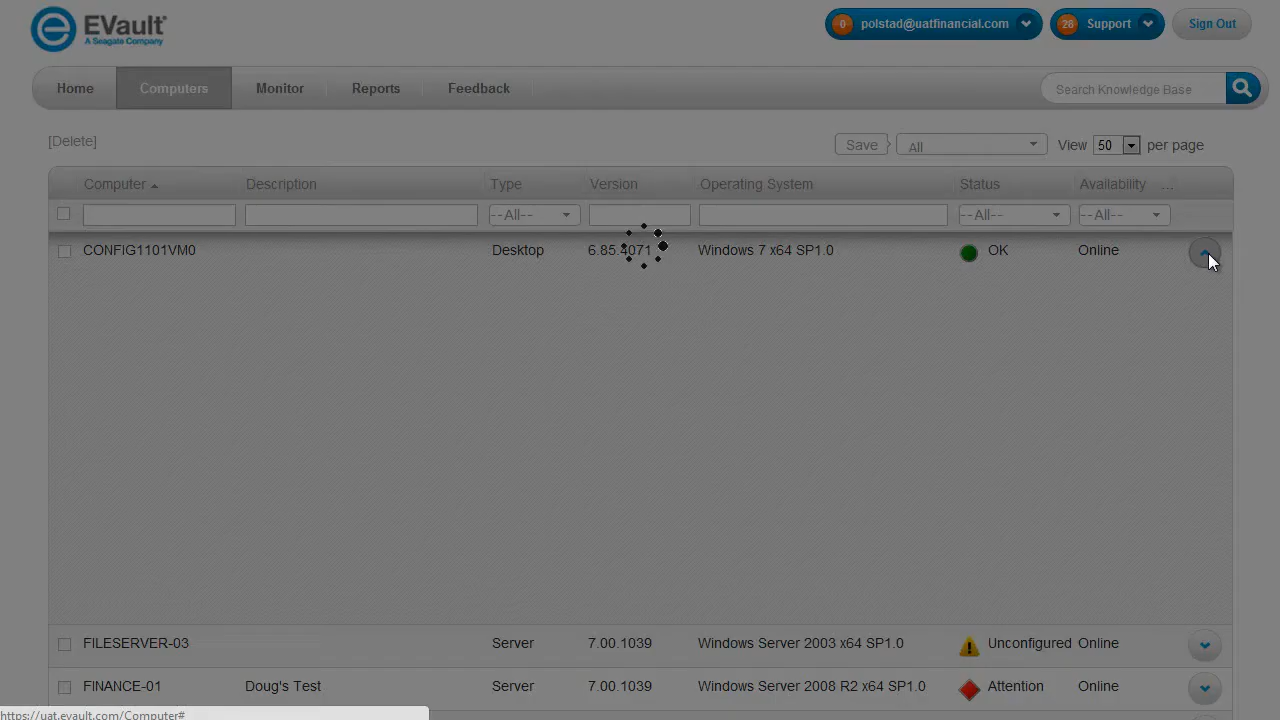 EVault®
A Seagate Company
0 polstad@uatfinancial.com 26 Support Sign Out
Home Computers Monitor Reports Feedback Search Knowledge Base
[Delete] Save All View 50 per page
Computer Description Type Version Operating System Status Availability ...
--All-- --All-- --All--
CONFIG1101VM0 Desktop 6.85.4071 Windows 7 x64 SP1.0 OK Online
FILESERVER-03 Server 7.00.1039 Windows Server 2003 x64 SP1.0 Unconfigured Online
FINANCE-01 Doug's Test Server 7.00.1039 Windows Server 2008 R2 x64 SP1.0 Attention Online
https://uat.evault.com/Computer#